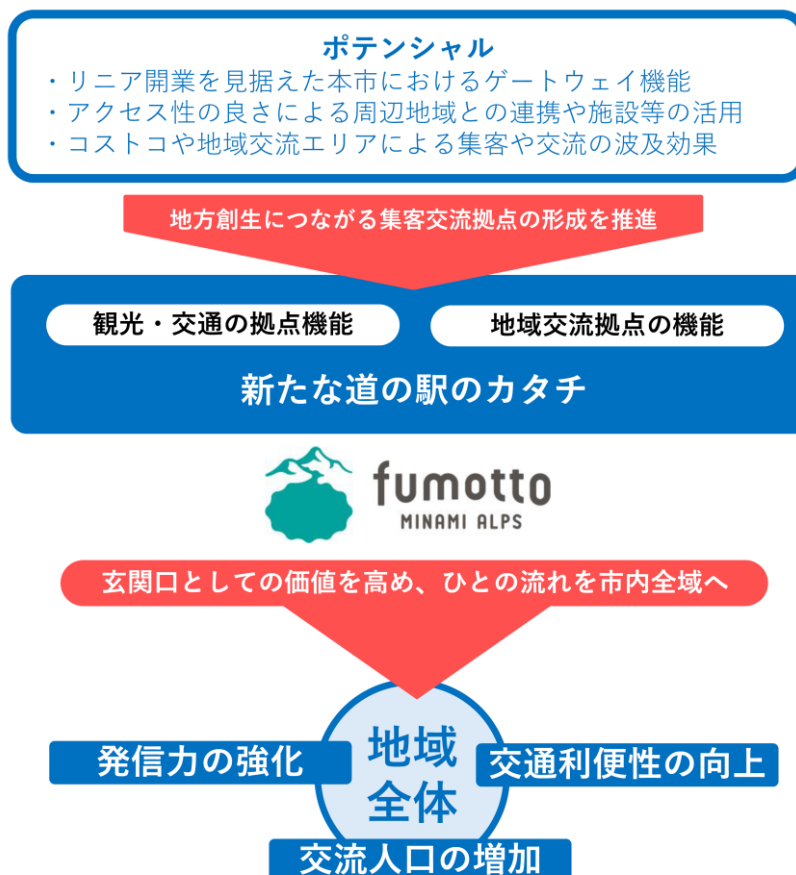 ポテンシャル
・リニア開業を見据えた本市におけるゲートウェイ機能
・アクセス性の良さによる周辺地域との連携や施設等の活用
・コストコや地域交流エリアによる集客や交流の波及効果
地方創生につながる集客交流拠点の形成を推進
観光・交通の拠点機能
地域交流拠点の機能
新たな道の駅のカタチ
fumotto
MINAMI ALPS
玄関口としての価値を高め、ひとの流れを市内全域へ
地域
全体
発信力の強化
交通利便性の向上
交流人口の増加